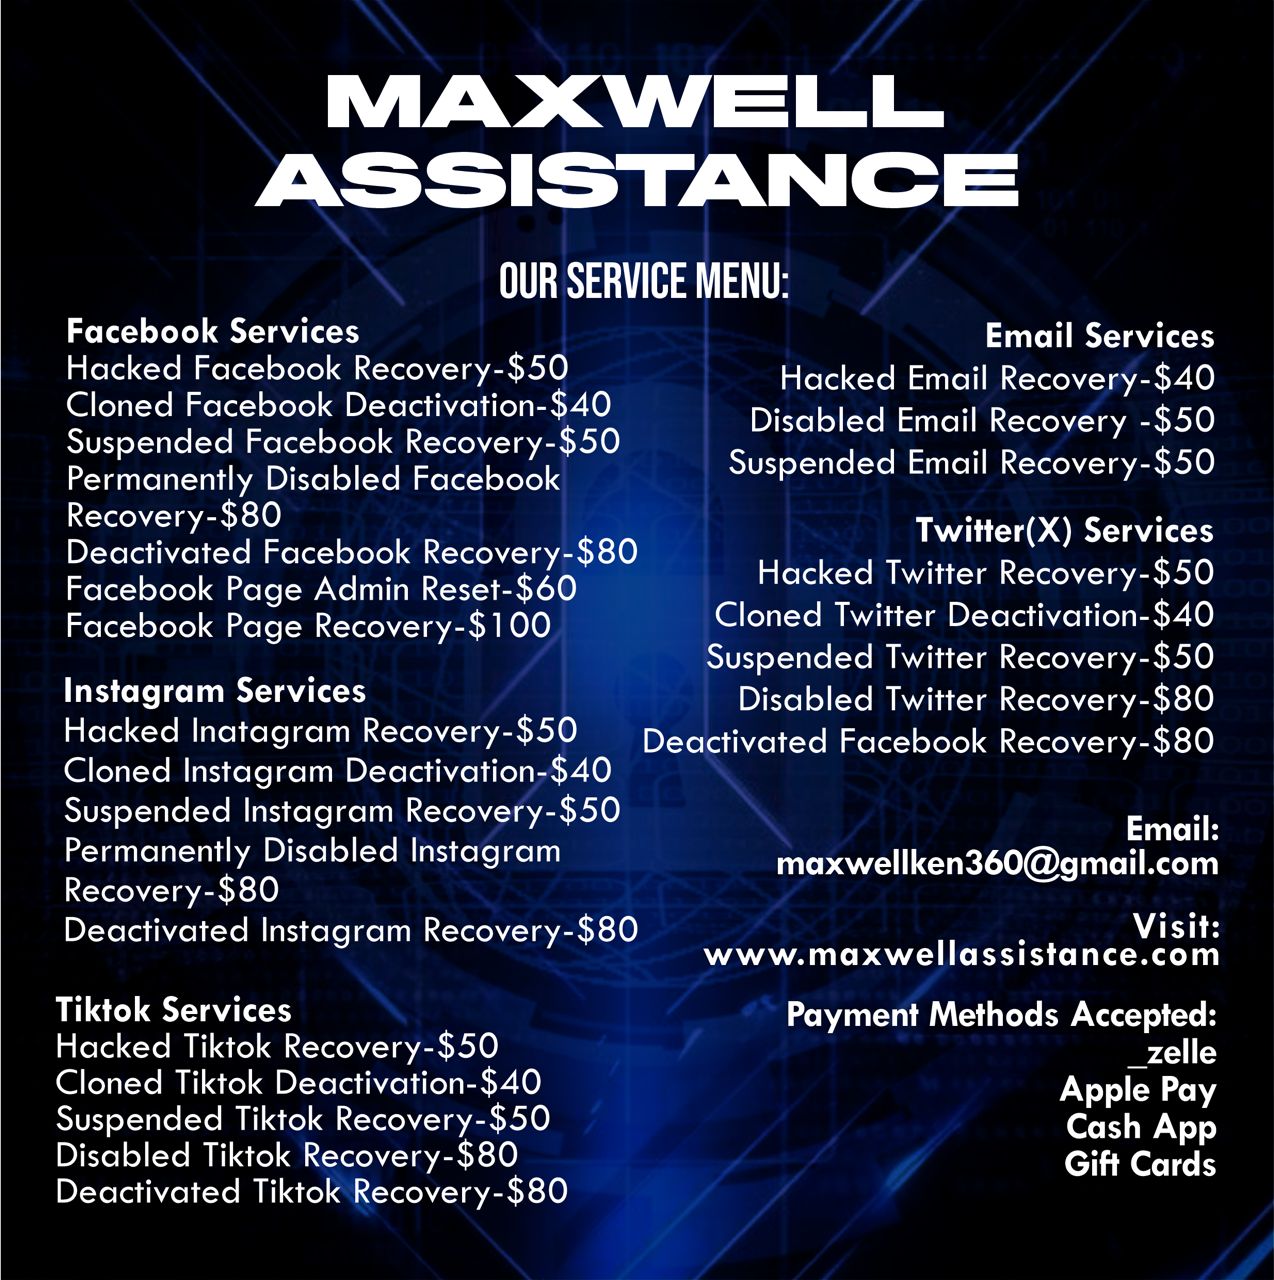 MAXWELL
ASSISTANCE
OUR SERVICE MENU:
Facebook Services
Hacked Facebook Recovery-$50
Cloned Facebook Deactivation-$40
Suspended Facebook Recovery-$50
Permanently Disabled Facebook
Recovery-$80
Deactivated Facebook Recovery-$80
Facebook Page Admin Reset-$60
Facebook Page Recovery-$100
Instagram Services
Hacked Inatagram Recovery-$50
Cloned Instagram Deactivation-$40
Suspended Instagram Recovery-$50
Permanently Disabled Instagram
Recovery-$80
Deactivated Instagram Recovery-$80
Tiktok Services
Hacked Tiktok Recovery-$50
Cloned Tiktok Deactivation-$40
Suspended Tiktok Recovery-$50
Disabled Tiktok Recovery-$80
Deactivated Tiktok Recovery-$80
Email Services
Hacked Email Recovery-$40
Disabled Email Recovery -$50
Suspended Email Recovery-$50
Twitter(X) Services
Hacked Twitter Recovery-$50
Cloned Twitter Deactivation-$40
Suspended Twitter Recovery-$50
Disabled Twitter Recovery-$80
Deactivated Facebook Recovery-$80
Email:
maxwellken360@gmail.com
Visit:
www.maxwellassistance.com
Payment Methods Accepted:
_zelle
Apple Pay
Cash App
Gift Cards